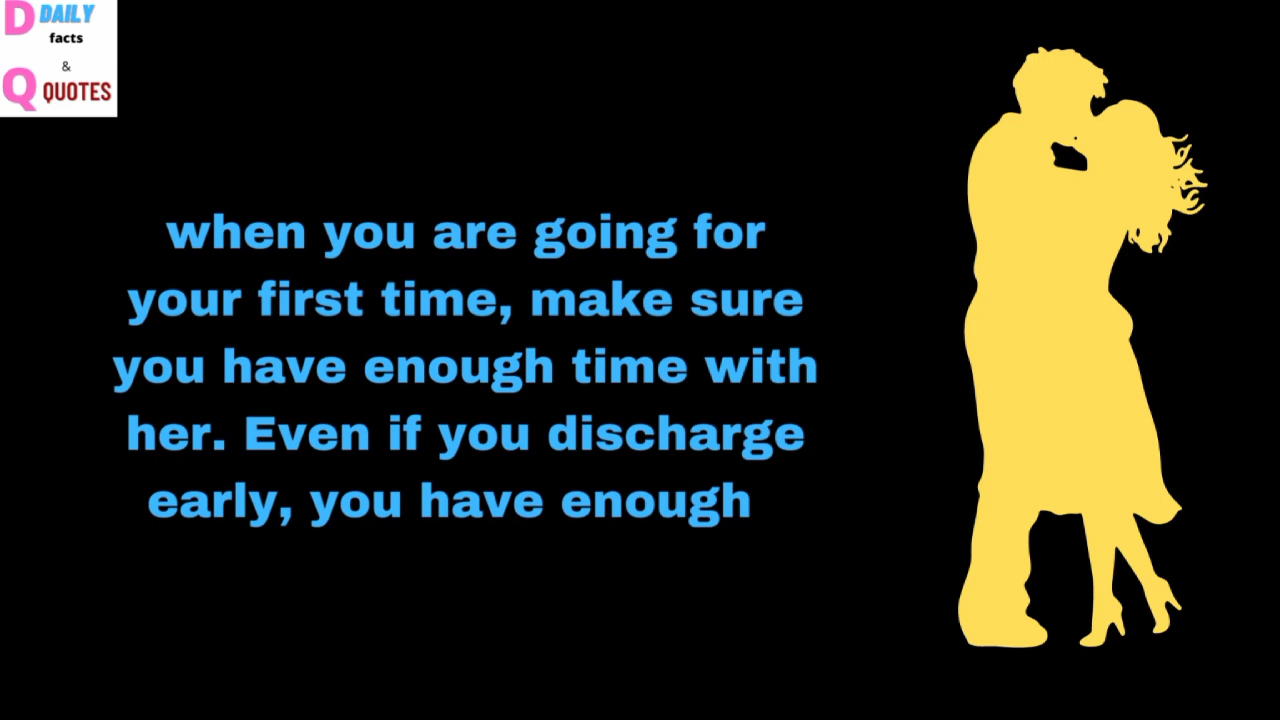 D DAILY
facts
&
Q QUOTES
when you are going for
your first time, make sure
you have enough time with
her. Even if you discharge
early, you have enough